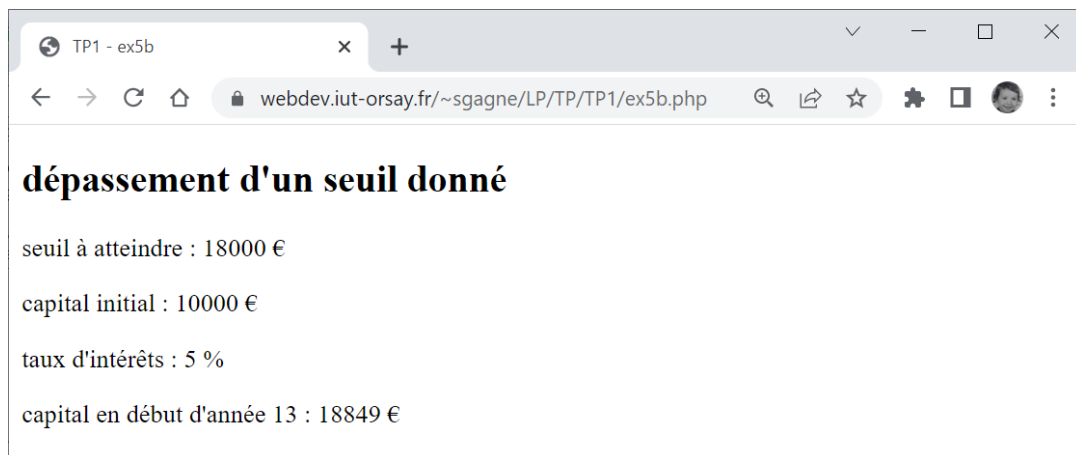 TP1 - ex5b
webdev.iut-orsay.fr/~sgagne/LP/TP/TP1/ex5b.php
dépassement d'un seuil donné
seuil à atteindre : 18000 €
capital initial : 10000 €
taux d'intérêts : 5 %
capital en début d'année 13 : 18849 €